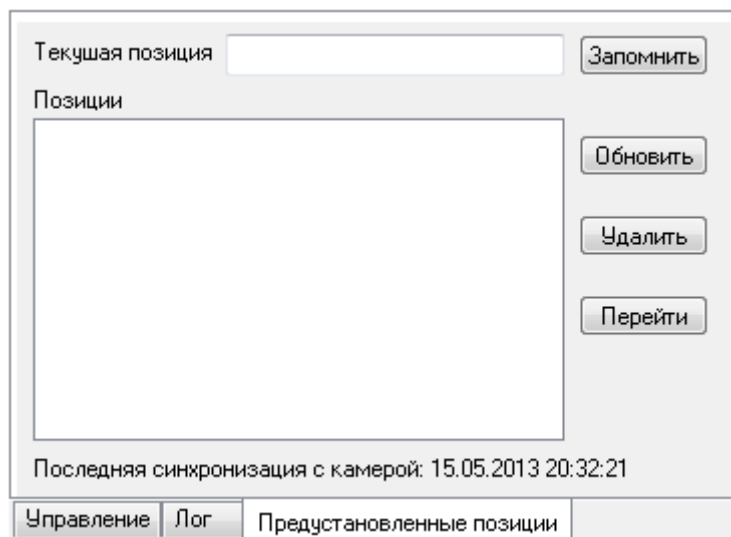 Текушая позиция
Запомнить
Позиции
Обновить
Удалить
Перейти
Последняя синхронизация с камерой: 15.05.2013 20:32:21
Управление Лог Предустановленные позиции